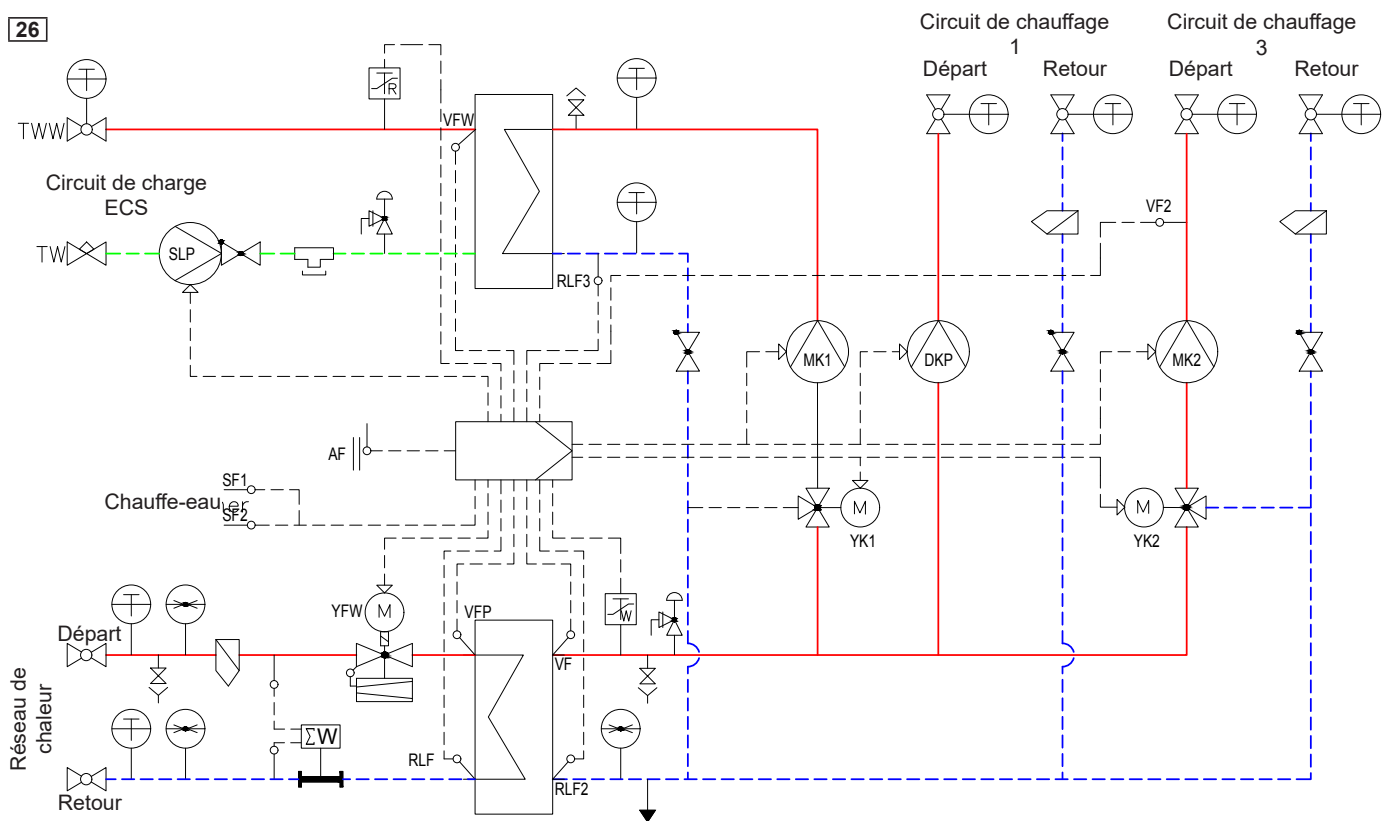 26
Circuit de chauffage
1
Circuit de chauffage
3
Départ
Retour
Départ
Retour
T
T
T
T
T
T
R
T
TWW
VFW
Circuit de charge
ECS
T
VF2
TW
SLP
RLF3
MK1
DKP
MK2
AF
SF1
Chauffe-eau
SF2
M
YK1
M
YK2
YFW
M
VFP
T
W
T
Départ
VF
Réseau de
chaleur
T
ΣW
RLF
RLF2
Retour